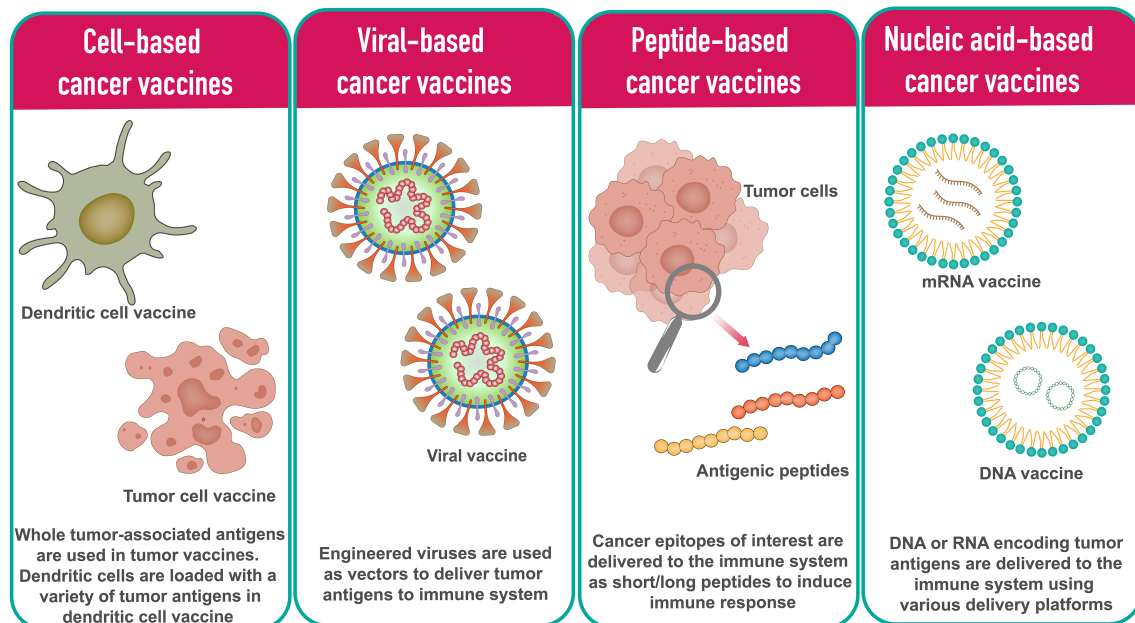 Cell-based
cancer vaccines
Dendritic cell vaccine
Tumor cell vaccine
Whole tumor-associated antigens
are used in tumor vaccines.
Dendritic cells are loaded with a
variety of tumor antigens in
dendritic cell vaccine
Viral-based
cancer vaccines
Viral vaccine
Engineered viruses are used
as vectors to deliver tumor
antigens to immune system
Peptide-based
cancer vaccines
Tumor cells
Antigenic peptides
Cancer epitopes of interest are
delivered to the immune system
as short/long peptides to induce
immune response
Nucleic acid-based
cancer vaccines
mRNA vaccine
DNA vaccine
DNA or RNA encoding tumor
antigens are delivered to the
immune system using
various delivery platforms